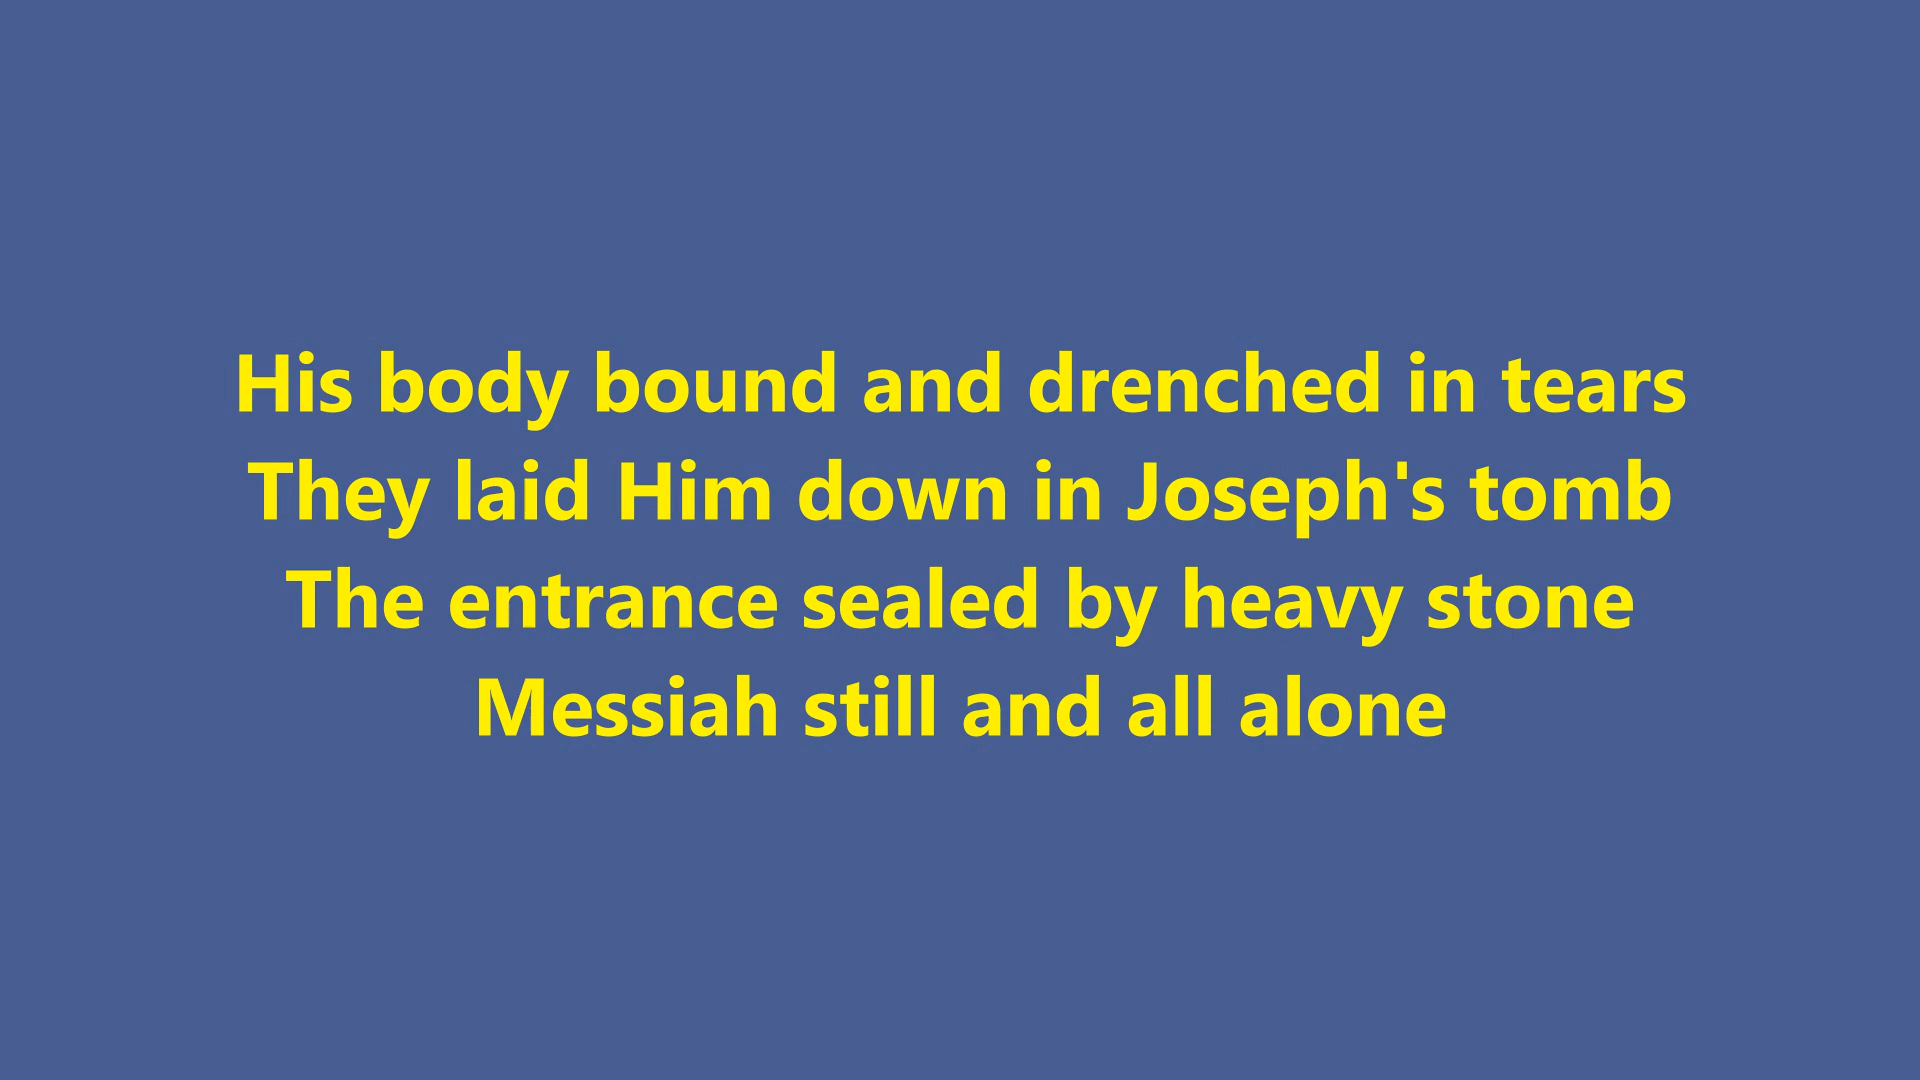 His body bound and drenched in tears
They laid Him down in Joseph's tomb
The entrance sealed by heavy stone
Messiah still and all alone